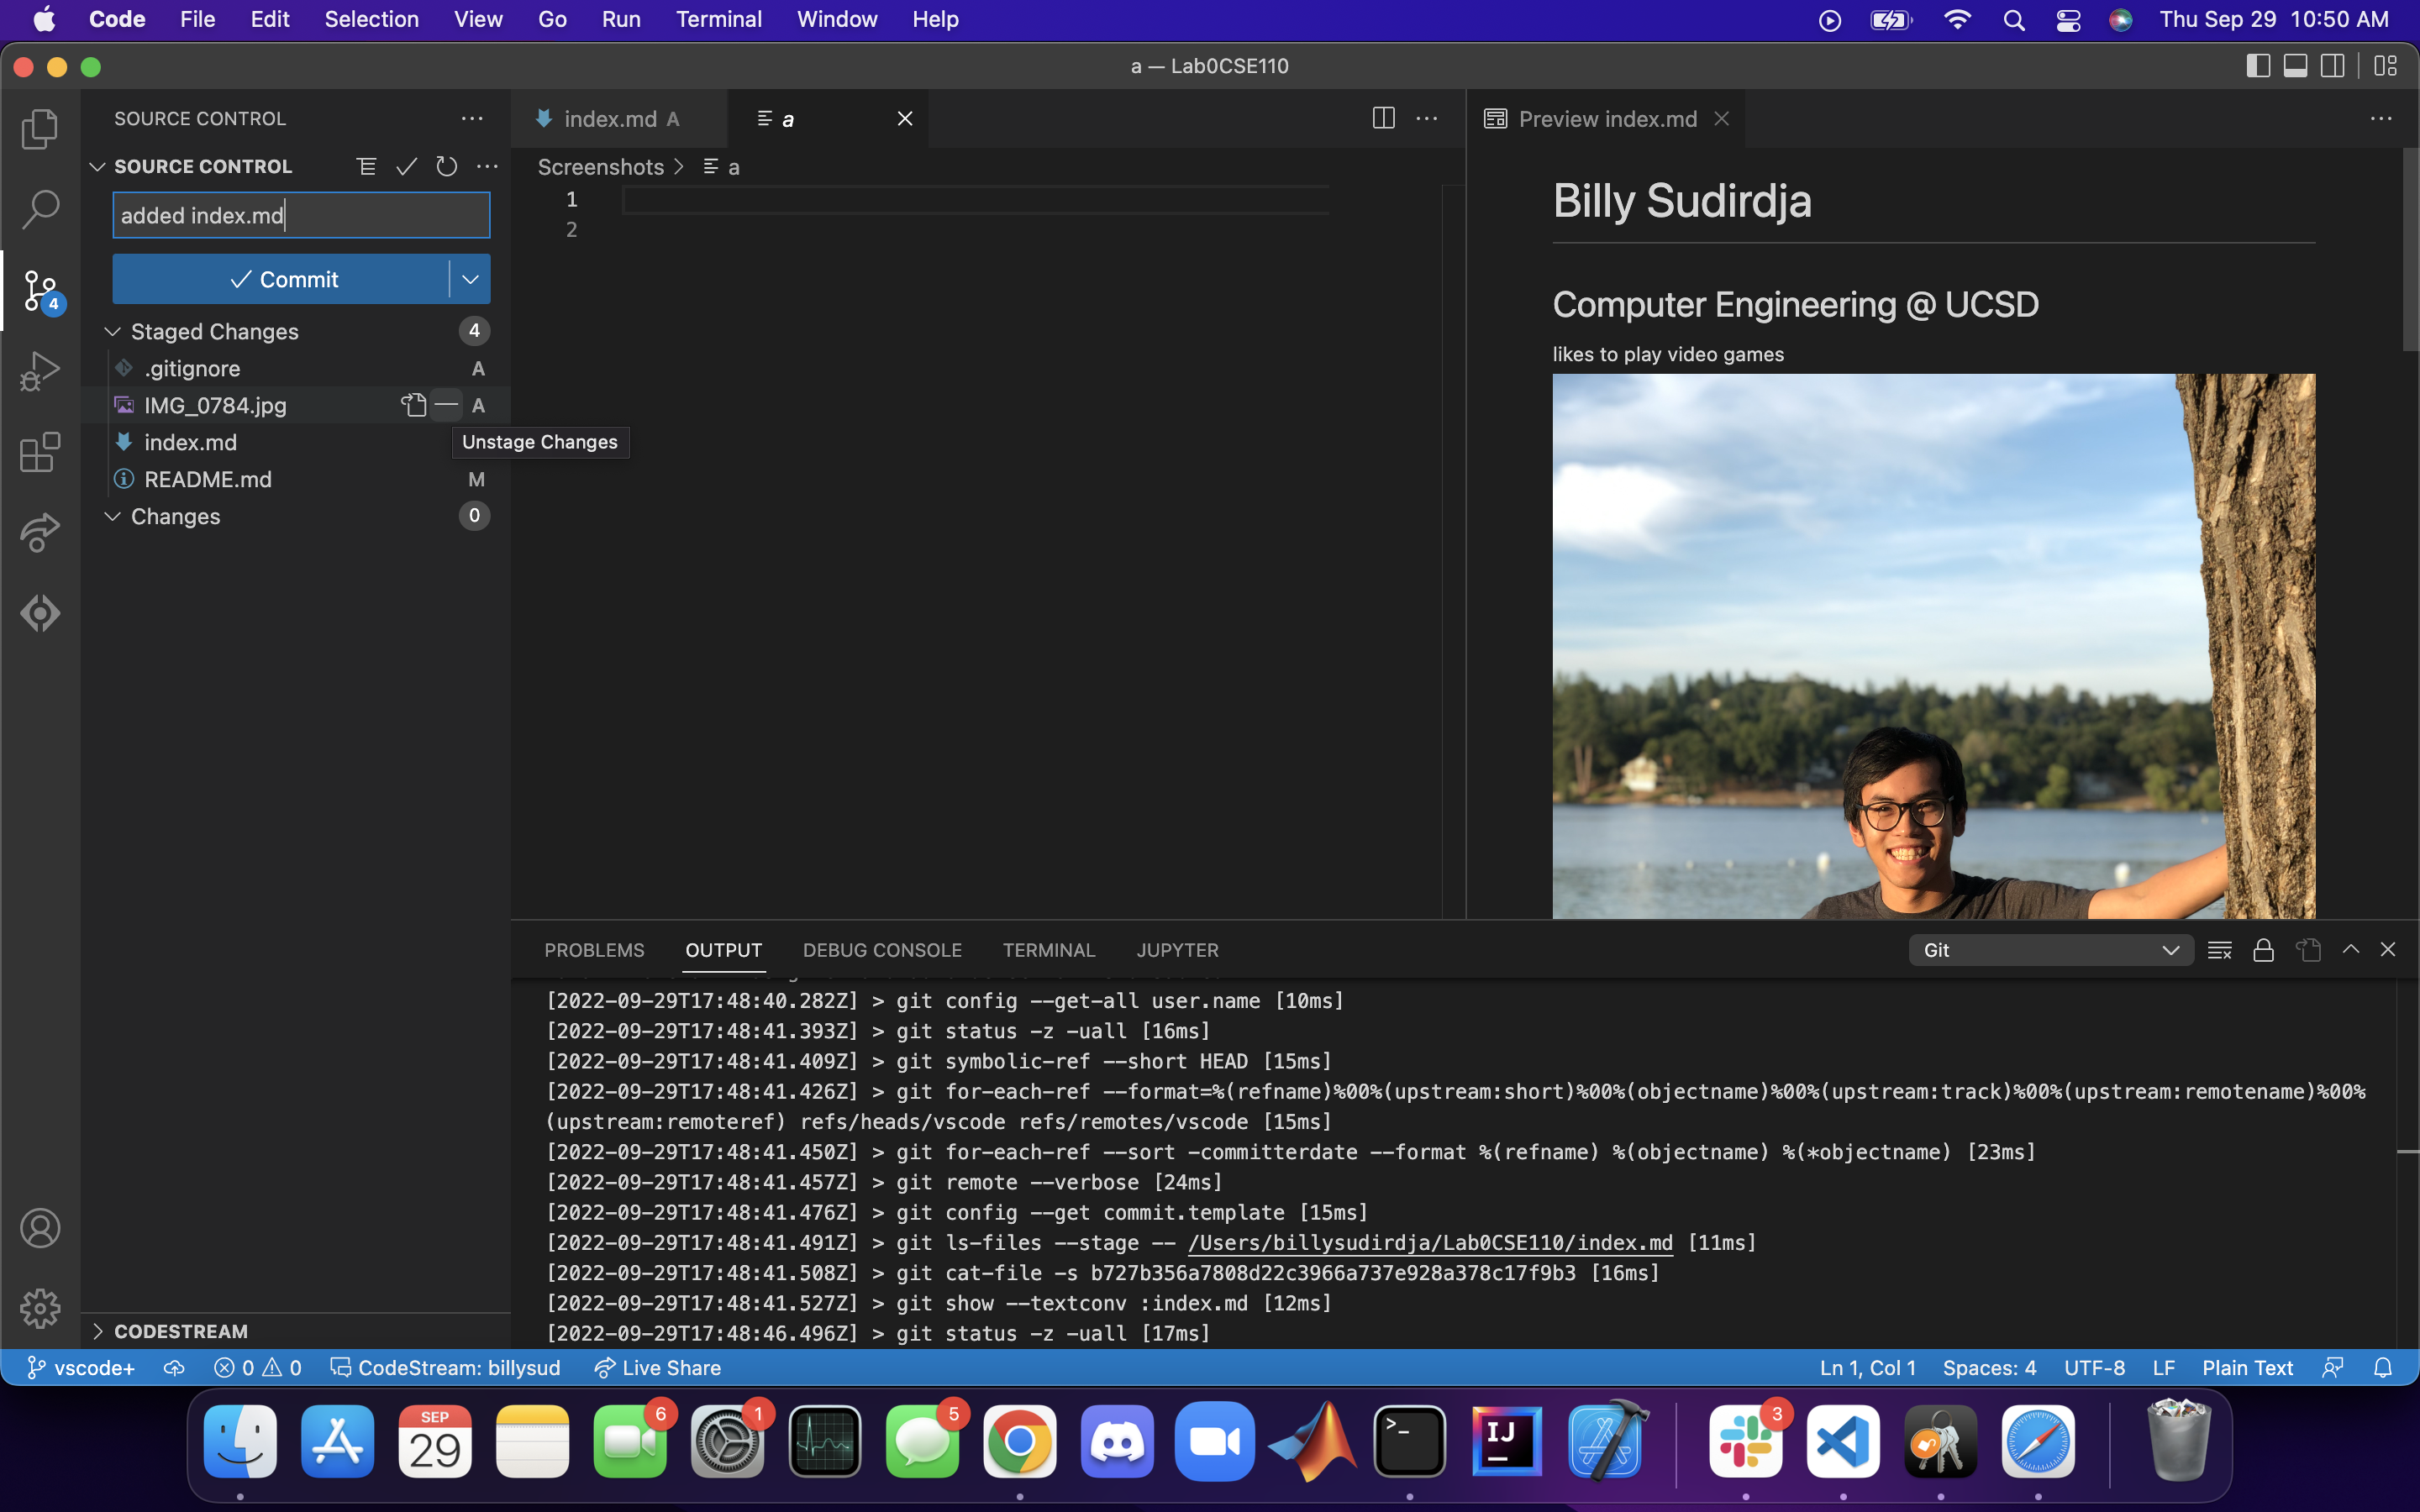 Code File Edit Selection View Go Run Terminal Window Help Thu Sep 29 10:50 AM
a — Lab0CSE110
SOURCE CONTROL
SOURCE CONTROL
added index.md
Commit
4
Staged Changes 4
.gitignore A
IMG_0784.jpg A
index.md
Unstage Changes
README.md M
Changes 0
CODESTREAM
index.md A
a
Screenshots > a
1
2
Preview index.md
Billy Sudirdja
Computer Engineering @ UCSD
likes to play video games
PROBLEMS OUTPUT DEBUG CONSOLE TERMINAL JUPYTER Git
[2022-09-29T17:48:40.282Z] > git config --get-all user.name [10ms]
[2022-09-29T17:48:41.393Z] > git status -z -uall [16ms]
[2022-09-29T17:48:41.409Z] > git symbolic-ref --short HEAD [15ms]
[2022-09-29T17:48:41.426Z] > git for-each-ref --format=%(refname)%00%(upstream:short)%00%(objectname)%00%(upstream:track)%00%(upstream:remotename)%00%
(upstream:remoteref) refs/heads/vscode refs/remotes/vscode [15ms]
[2022-09-29T17:48:41.450Z] > git for-each-ref --sort -committerdate --format %(refname) %(objectname) %(*objectname) [23ms]
[2022-09-29T17:48:41.457Z] > git remote --verbose [24ms]
[2022-09-29T17:48:41.476Z] > git config --get commit.template [15ms]
[2022-09-29T17:48:41.491Z] > git ls-files --stage -- /Users/billysudirdja/Lab0CSE110/index.md [11ms]
[2022-09-29T17:48:41.508Z] > git cat-file -s b727b356a7808d22c3966a737e928a378c17f9b3 [16ms]
[2022-09-29T17:48:41.527Z] > git show --textconv :index.md [12ms]
[2022-09-29T17:48:46.496Z] > git status -z -uall [17ms]
vscode+ 0 0 CodeStream: billysud Live Share Ln 1, Col 1 Spaces: 4 UTF-8 LF Plain Text
SEP 6 1 5 3
29 IJ